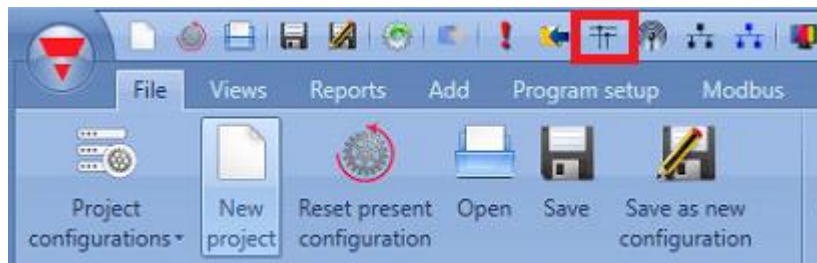 File Views Reports Add Program setup Modbus
Project New Reset present Open Save Save as new
configurations project configuration configuration